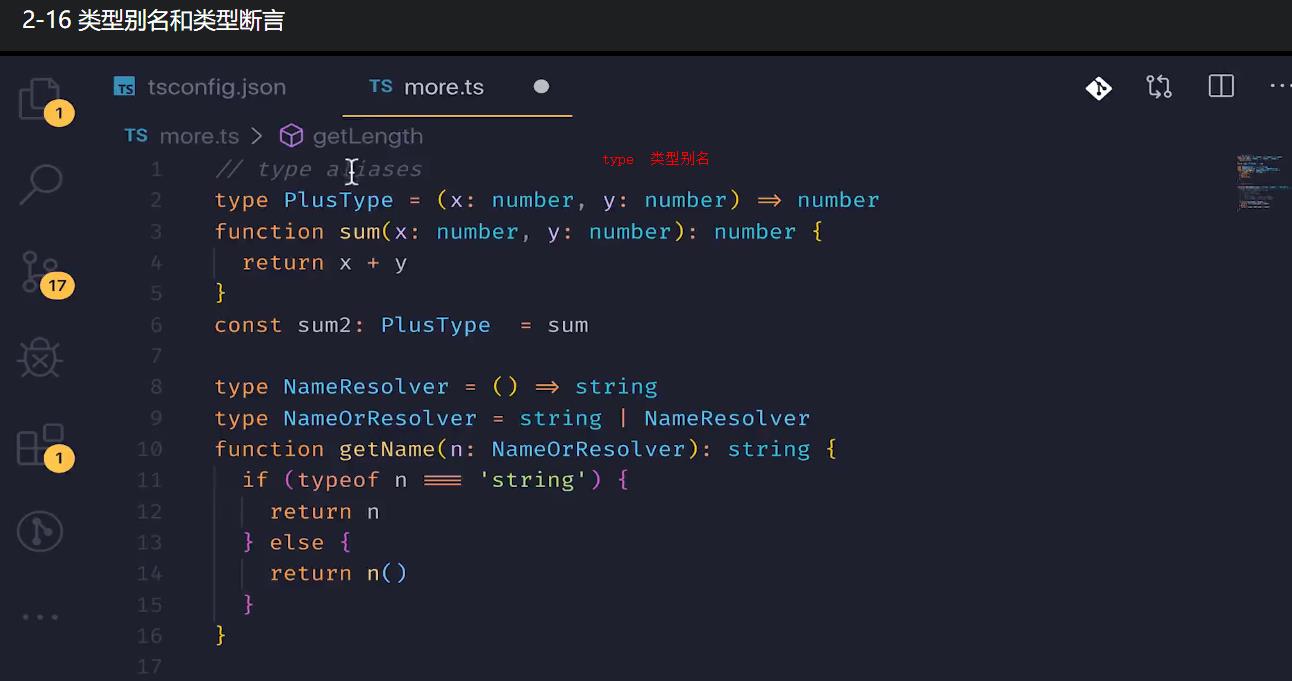 2-16 类型别名和类型断言
TS tsconfig.json TS more.ts
1
TS more.ts > getLength
type 类型别名
1 // type aliases
2 type PlusType = (x: number, y: number) => number
3 function sum(x: number, y: number): number {
4 return x + y
5 }
6 const sum2: PlusType = sum
7
8 type NameResolver = () => string
9 type NameOrResolver = string | NameResolver
10 function getName(n: NameOrResolver): string {
11 if (typeof n === 'string') {
12 return n
13 } else {
14 return n()
15 }
16 }
17
17
1